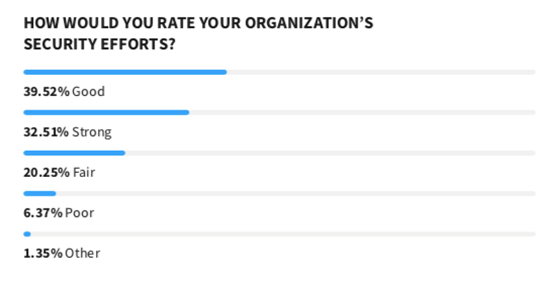 HOW WOULD YOU RATE YOUR ORGANIZATION’S
SECURITY EFFORTS?
39.52% Good
32.51% Strong
20.25% Fair
6.37% Poor
1.35% Other